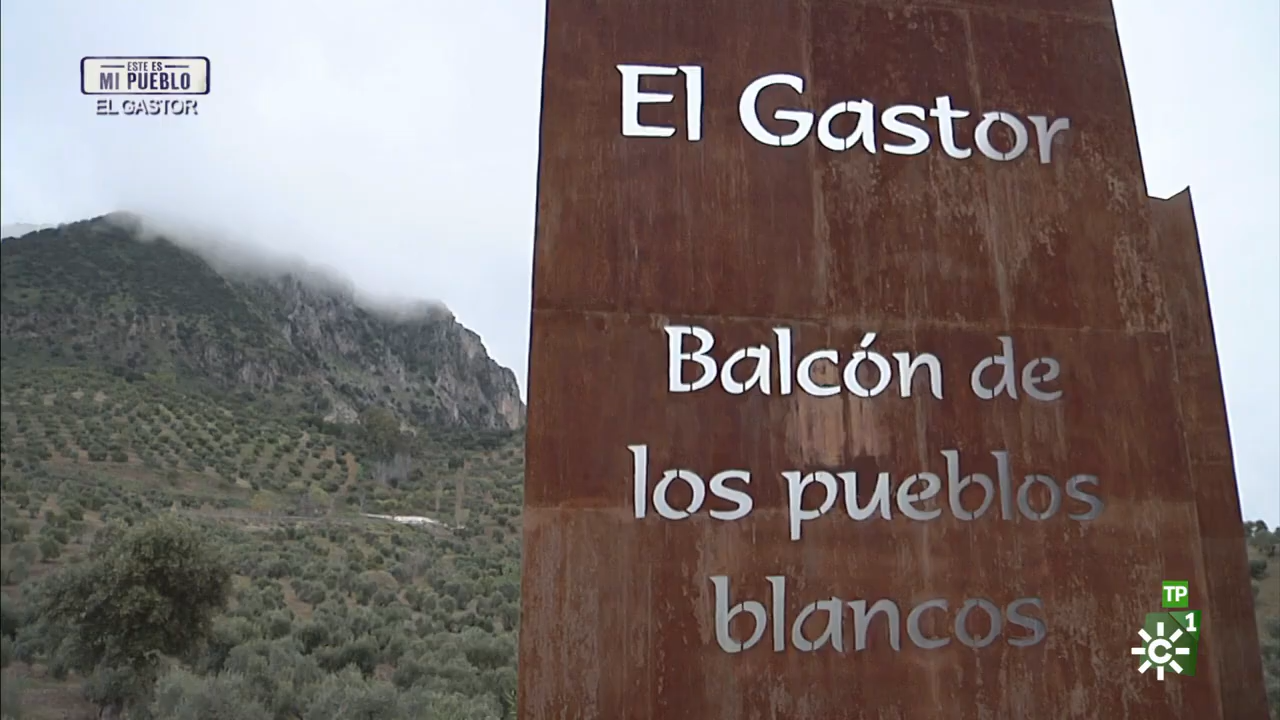 ESTE ES
MI PUEBLO
EL GASTOR
El Gastor
Balcón de
los pueblos
blancos
TP
1
C